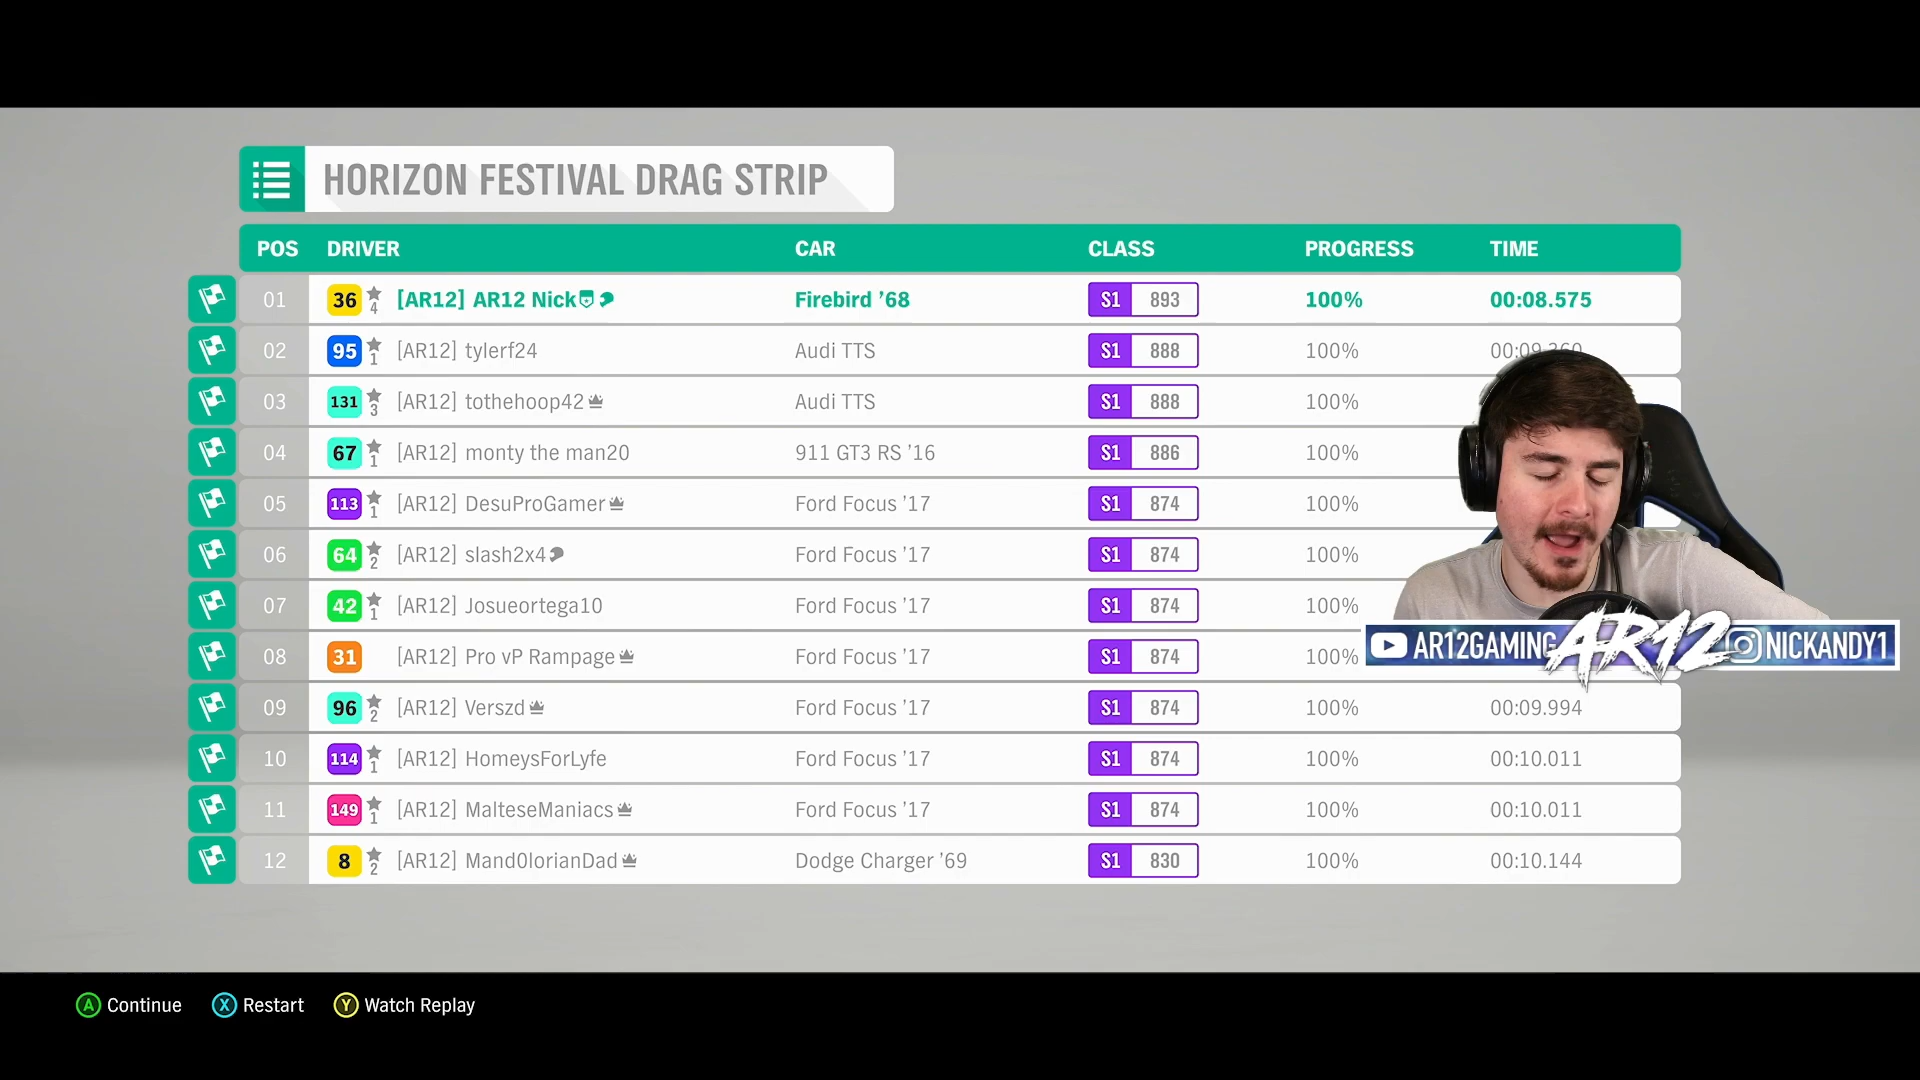 HORIZON FESTIVAL DRAG STRIP
POS DRIVER CAR CLASS PROGRESS TIME
01 36 4 [AR12] AR12 Nick Firebird ’68 S1 893 100% 00:08.575
02 95 1 [AR12] tylerf24 Audi TTS S1 888 100%
03 131 3 [AR12] tothehoop42 Audi TTS S1 888 100%
04 67 1 [AR12] monty the man20 911 GT3 RS ’16 S1 886 100%
05 113 1 [AR12] DesuProGamer Ford Focus ’17 S1 874 100%
06 64 2 [AR12] slash2x4 Ford Focus ’17 S1 874 100%
07 42 1 [AR12] Josueortega10 Ford Focus ’17 S1 874 100%
08 31 [AR12] Pro vP Rampage Ford Focus ’17 S1 874 100%
AR12GAMING AR12 NICKANDY1
09 96 2 [AR12] Verszd Ford Focus ’17 S1 874 100% 00:09.994
10 114 1 [AR12] HomeysForLyfe Ford Focus ’17 S1 874 100% 00:10.011
11 149 1 [AR12] MalteseManiacs Ford Focus ’17 S1 874 100% 00:10.011
12 8 2 [AR12] Mand0lorianDad Dodge Charger ’69 S1 830 100% 00:10.144
A Continue X Restart Y Watch Replay